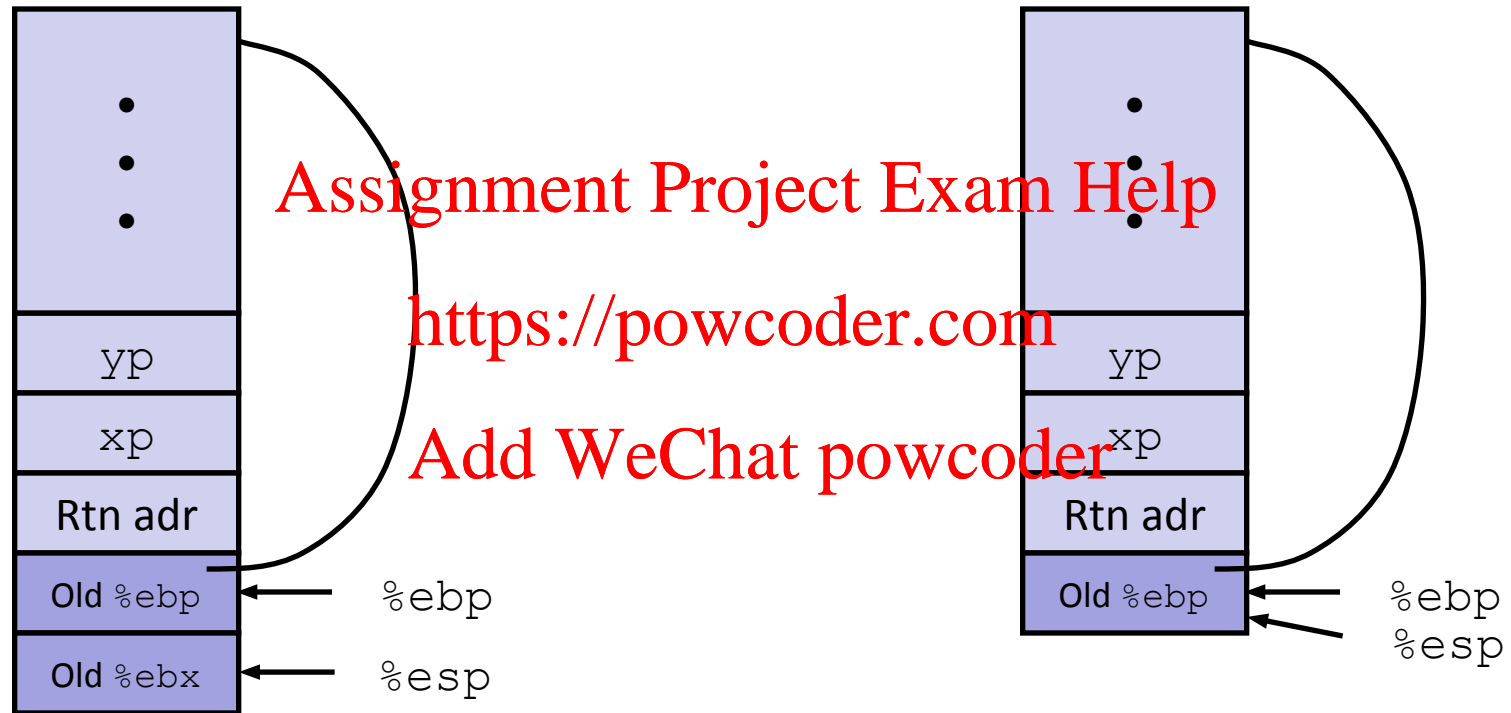 Assignment Project Exam Help
https://powcoder.com
Add WeChat powcoder
yp
xp
Rtn adr
Old %ebp
%ebp
Old %ebx
%esp
yp
xp
Rtn adr
Old %ebp
%ebp
%esp